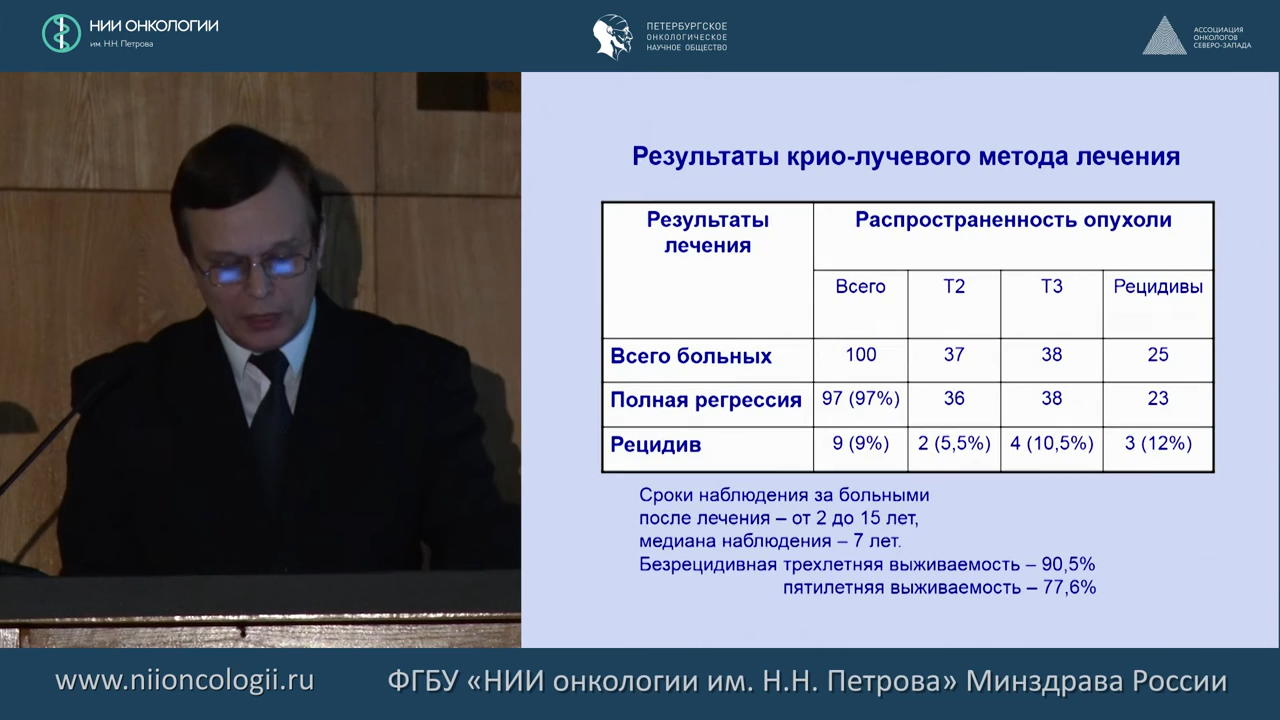 НИИ ОНКОЛОГИИ
им. Н.Н. Петрова
ПЕТЕРБУРГСКОЕ
ОНКОЛОГИЧЕСКОЕ
НАУЧНОЕ ОБЩЕСТВО
АССОЦИАЦИЯ
ОНКОЛОГОВ
СЕВЕРО-ЗАПАДА
Результаты крио-лучевого метода лечения
Результаты
лечения
Распространенность опухоли
Всего T2 T3 Рецидивы
Всего больных 100 37 38 25
Полная регрессия 97 (97%) 36 38 23
Рецидив 9 (9%) 2 (5,5%) 4 (10,5%) 3 (12%)
Сроки наблюдения за больными
после лечения – от 2 до 15 лет,
медиана наблюдения – 7 лет.
Безрецидивная трехлетняя выживаемость – 90,5%
пятилетняя выживаемость – 77,6%
www.niioncologii.ru
ФГБУ «НИИ онкологии им. Н.Н. Петрова» Минздрава России